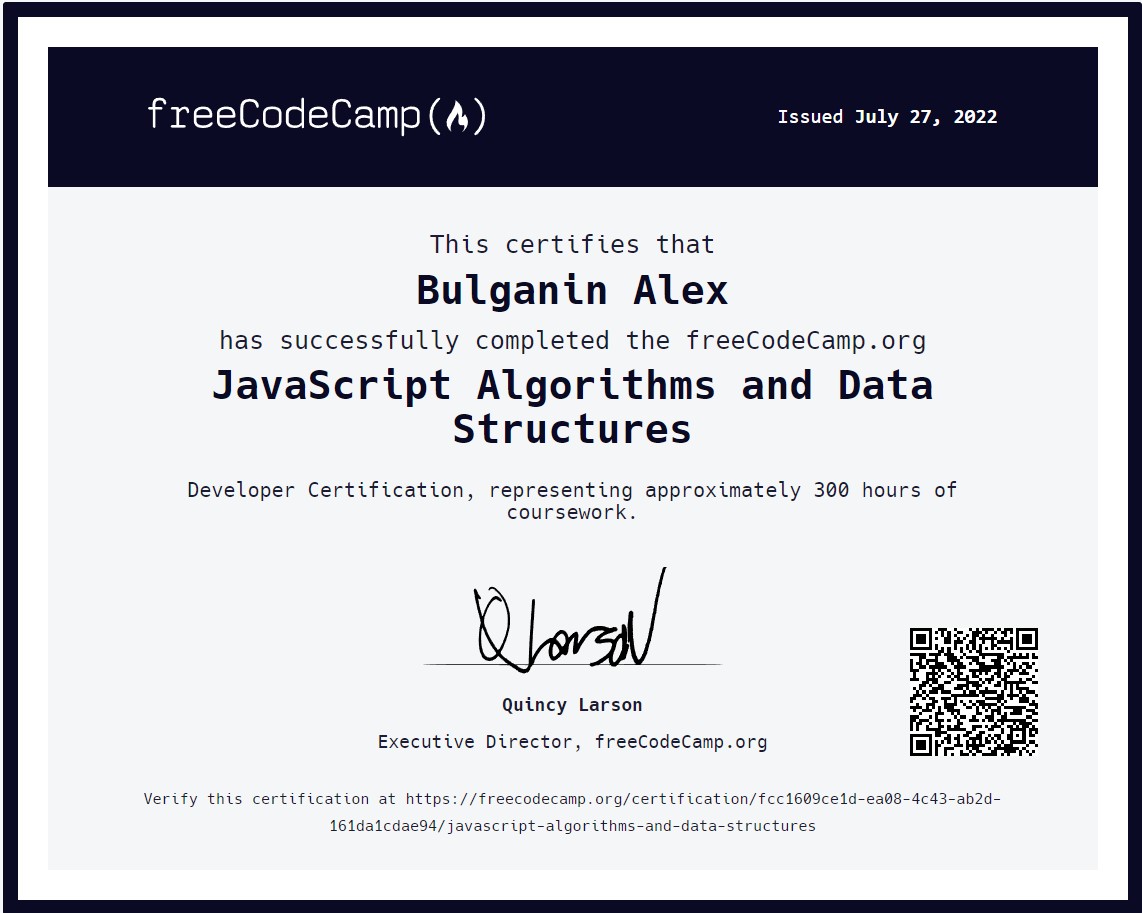 freeCodeCamp(🔥)
Issued July 27, 2022
This certifies that
Bulganin Alex
has successfully completed the freeCodeCamp.org
JavaScript Algorithms and Data
Structures
Developer Certification, representing approximately 300 hours of
coursework.
Q Larson
Quincy Larson
Executive Director, freeCodeCamp.org
Verify this certification at https://freecodecamp.org/certification/fcc1609ce1d-ea08-4c43-ab2d-
161da1cdae94/javascript-algorithms-and-data-structures